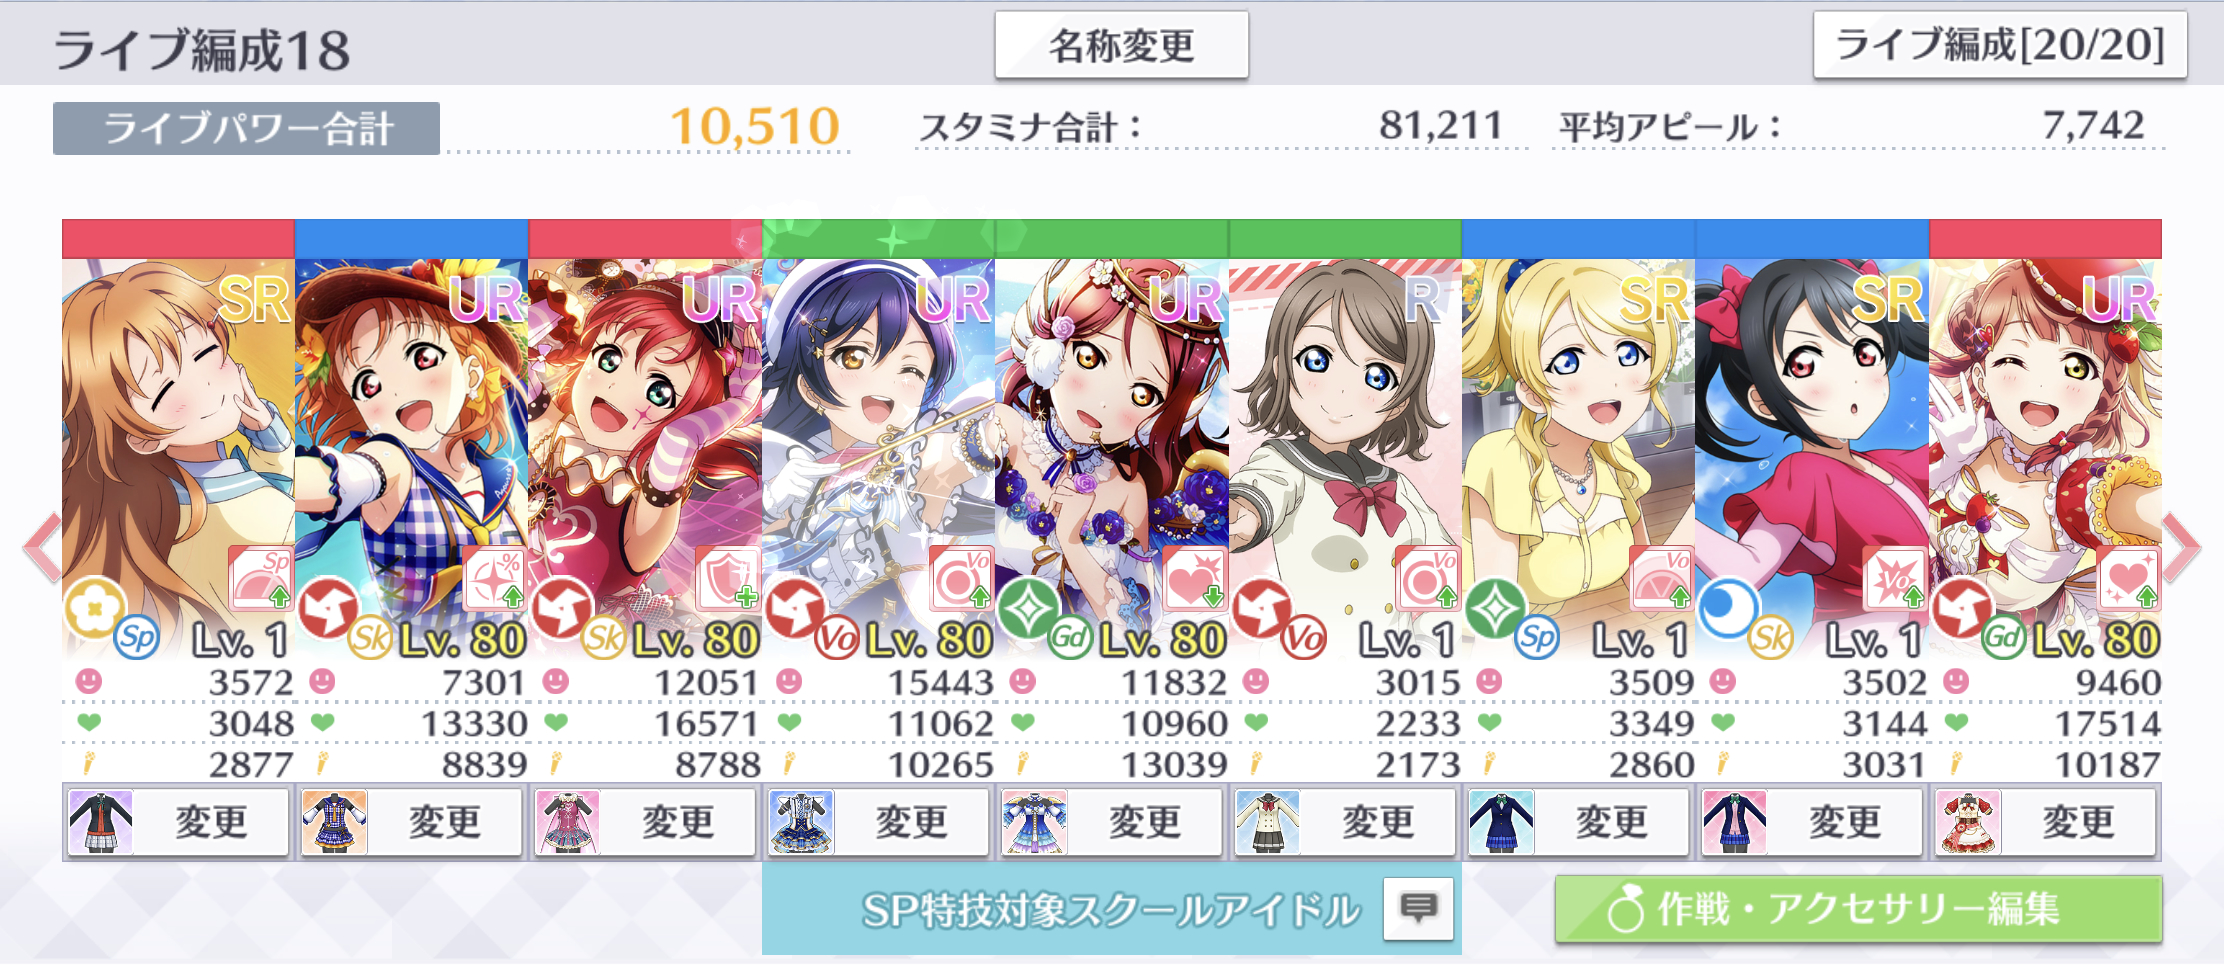 ライブ編成18
名称変更
ライブ編成[20/20]
ライブパワー合計 10,510
スタミナ合計： 81,211
平均アピール： 7,742
SR UR UR UR UR R SR SR UR
Sp % Vo Vo Vo Vo
Sp Lv. 1 Sk Lv. 80 Sk Lv. 80 Vo Lv. 80 Gd Lv. 80 Vo Lv. 1 Sp Lv. 1 Sk Lv. 1 Gd Lv. 80
3572 7301 12051 15443 11832 3015 3509 3502 9460
3048 13330 16571 11062 10960 2233 3349 3144 17514
2877 8839 8788 10265 13039 2173 2860 3031 10187
変更 変更 変更 変更 変更 変更 変更 変更 変更
SP特技対象スクールアイドル
作戦・アクセサリー編集